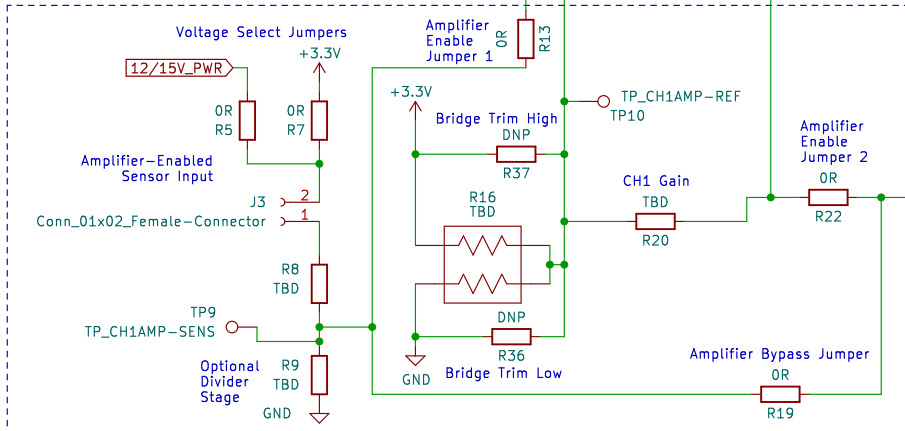 Voltage Select Jumpers
+3.3V
12/15V_PWR
0R
R5
0R
R7
Amplifier-Enabled
Sensor Input
J3
2
1
Conn_01x02_Female-Connector
R8
TBD
TP9
TP_CH1AMP-SENS
Optional
Divider
Stage
R9
TBD
GND
Amplifier
Enable
Jumper 1
0R
R13
+3.3V
TP_CH1AMP-REF
TP10
Bridge Trim High
DNP
R37
R16
TBD
DNP
R36
GND
Bridge Trim Low
CH1 Gain
TBD
R20
Amplifier
Enable
Jumper 2
0R
R22
Amplifier Bypass Jumper
0R
R19